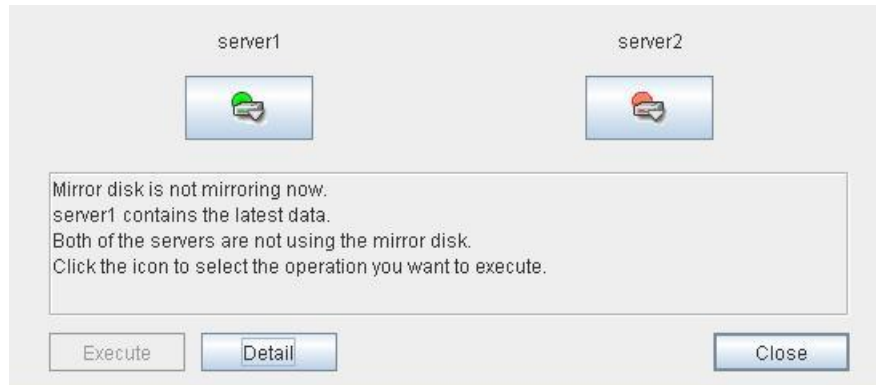 server1 server2
Mirror disk is not mirroring now.
server1 contains the latest data.
Both of the servers are not using the mirror disk.
Click the icon to select the operation you want to execute.
Execute Detail Close